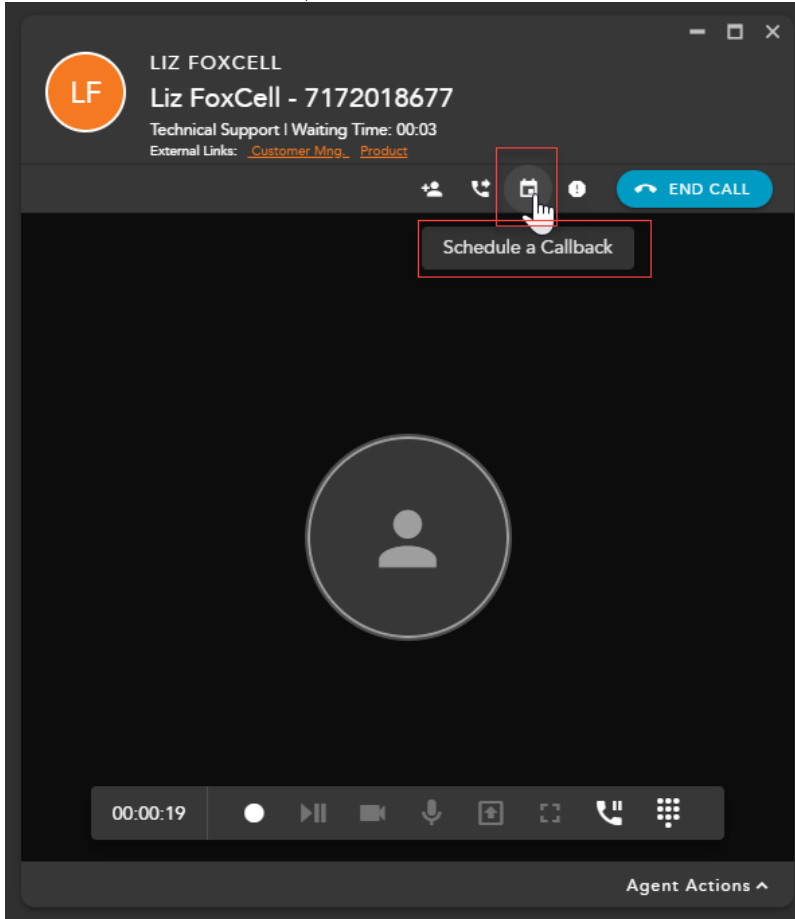 LIZ FOXCELL
LF
Liz FoxCell - 7172018677
Technical Support | Waiting Time: 00:03
External Links: Customer Mng. Product
END CALL
Schedule a Callback
00:00:19
Agent Actions